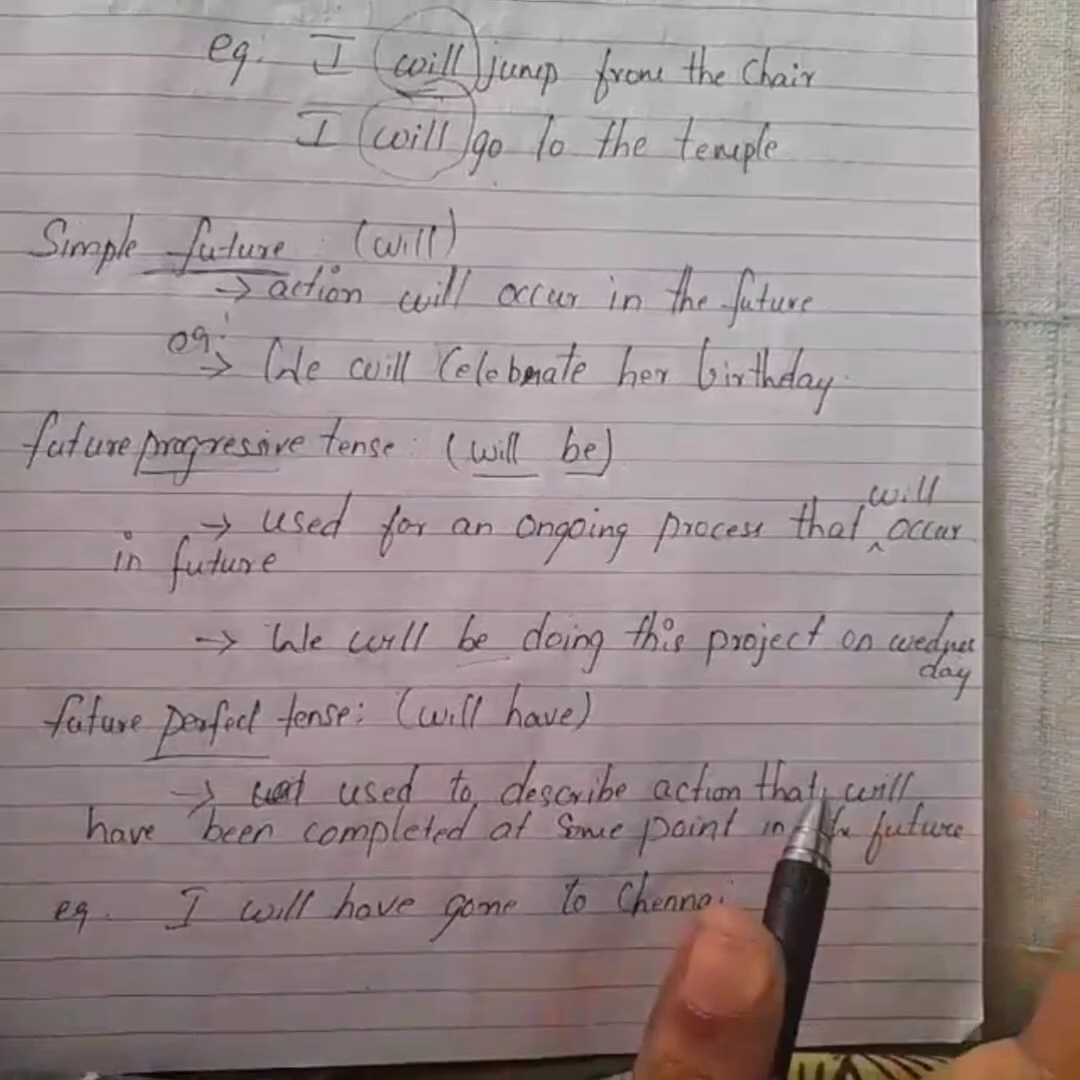 eg. I will jump from the Chair
I will go to the temple
Simple future : (will)
→ action will occur in the future
eg: → We will Celebrate her birthday.
future progressive tense : (will be)
will
→ used for an ongoing process that ^ occur
in future
→ We will be doing this project on wednes
day
future perfect tense: (will have)
→ used to describe action that will
have been completed at some point in the future
eg. I will have gone to Chennai